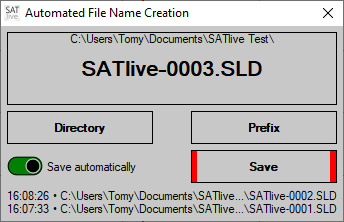 SAT
live
Automated File Name Creation
C:\Users\Tomy\Documents\SATlive Test\
SATlive-0003.SLD
Directory
Prefix
Save automatically
Save
16:08:26 • C:\Users\Tomy\Documents\SATlive...\SATlive-0002.SLD
16:07:33 • C:\Users\Tomy\Documents\SATlive...\SATlive-0001.SLD